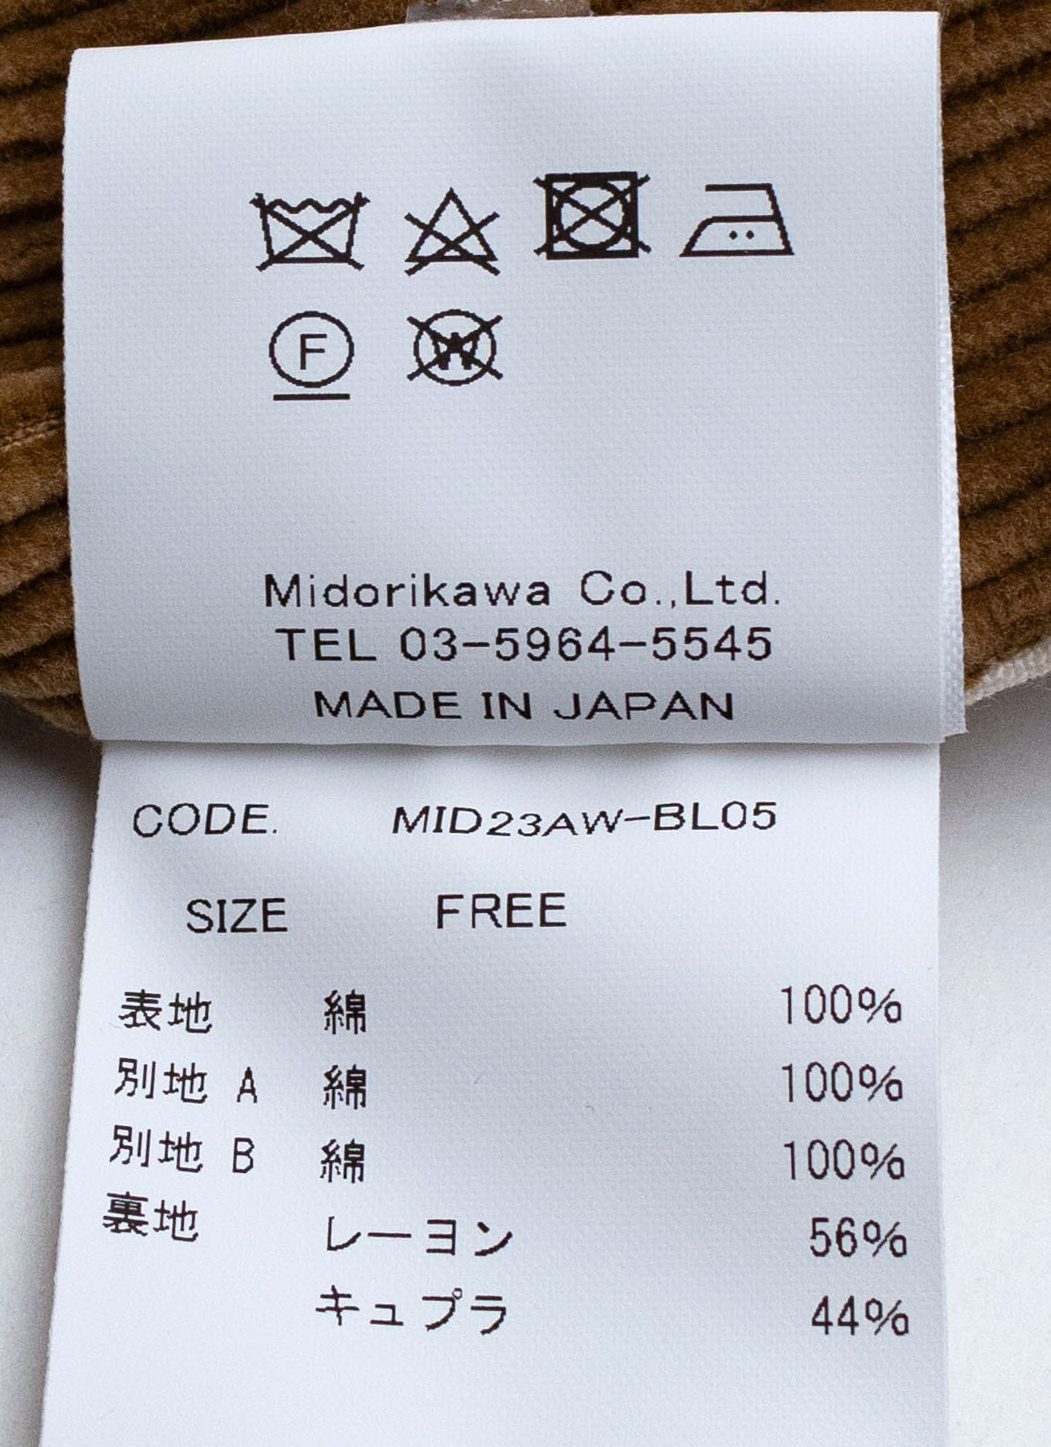 F
W
Midorikawa Co.,Ltd.
TEL 03-5964-5545
MADE IN JAPAN
CODE. MID23AW-BL05
SIZE FREE
表地 綿 100%
別地 A 綿 100%
別地 B 綿 100%
裏地 レーヨン 56%
キュプラ 44%